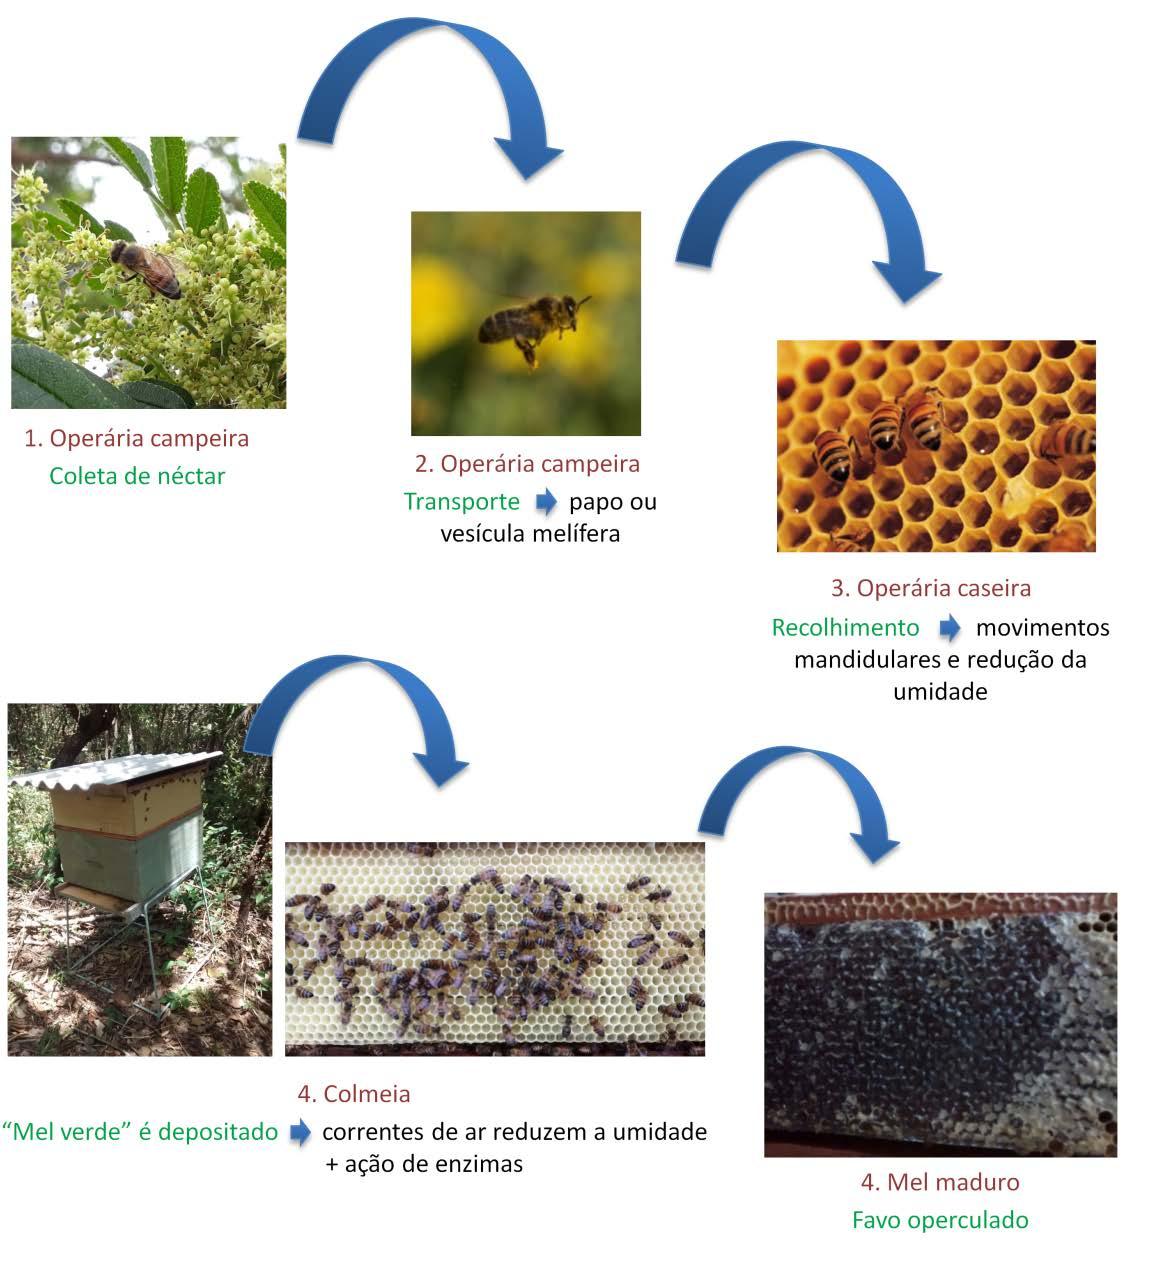 1. Operária campeira
Coleta de néctar
2. Operária campeira
Transporte papo ou
vesícula melífera
3. Operária caseira
Recolhimento movimentos
mandidulares e redução da
umidade
4. Colmeia
“Mel verde” é depositado correntes de ar reduzem a umidade
+ ação de enzimas
4. Mel maduro
Favo operculado